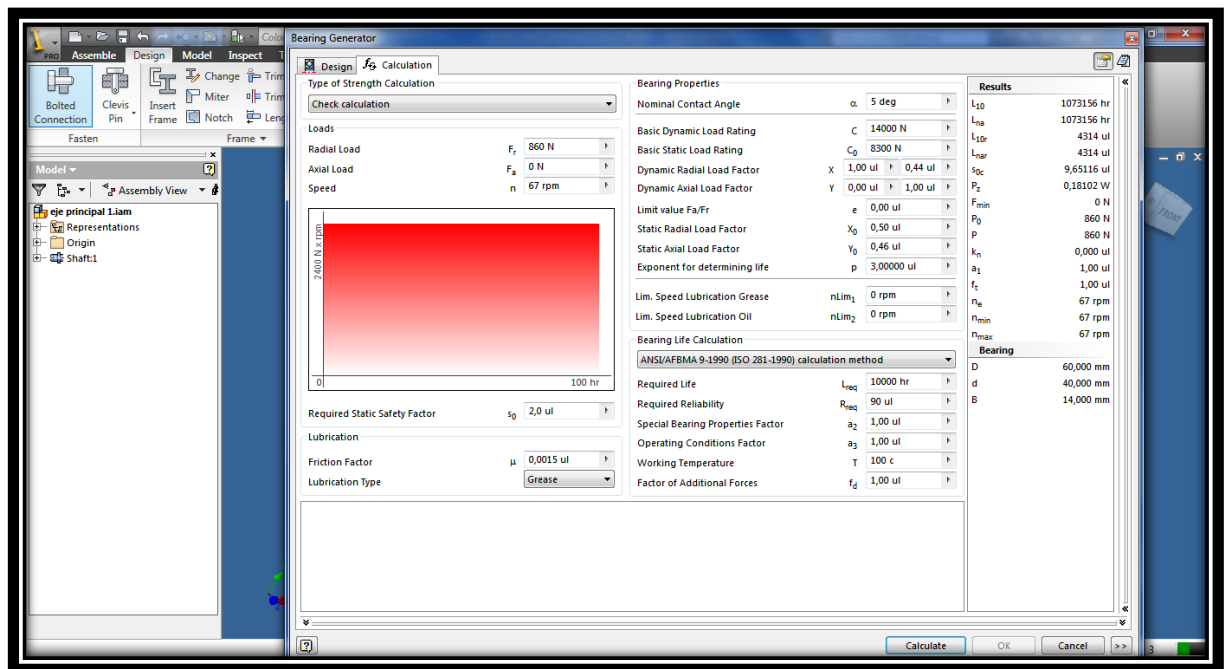 Color
Bearing Generator
PRO Assemble Design Model Inspect T
Bolted Connection
Clevis Pin
Insert Frame
Change Trim
Miter Trim
Notch Leng
Fasten Frame
Model
Assembly View
eje principal 1.iam
Representations
Origin
Shaft:1
FRONT
Design Calculation
Type of Strength Calculation
Check calculation
Loads
Radial Load Fr 860 N
Axial Load Fa 0 N
Speed n 67 rpm
2400 N x rpm
0 100 hr
Required Static Safety Factor s0 2,0 ul
Lubrication
Friction Factor μ 0,0015 ul
Lubrication Type Grease
Bearing Properties
Nominal Contact Angle α 5 deg
Basic Dynamic Load Rating C 14000 N
Basic Static Load Rating C0 8300 N
Dynamic Radial Load Factor X 1,00 ul 0,44 ul
Dynamic Axial Load Factor Y 0,00 ul 1,00 ul
Limit value Fa/Fr e 0,00 ul
Static Radial Load Factor X0 0,50 ul
Static Axial Load Factor Y0 0,46 ul
Exponent for determining life p 3,00000 ul
Lim. Speed Lubrication Grease nLim1 0 rpm
Lim. Speed Lubrication Oil nLim2 0 rpm
Bearing Life Calculation
ANSI/AFBMA 9-1990 (ISO 281-1990) calculation method
Required Life Lreq 10000 hr
Required Reliability Rreq 90 ul
Special Bearing Properties Factor a2 1,00 ul
Operating Conditions Factor a3 1,00 ul
Working Temperature T 100 c
Factor of Additional Forces fd 1,00 ul
Results
L10 1073156 hr
Lna 1073156 hr
L10r 4314 ul
Lnar 4314 ul
s0c 9,65116 ul
Pz 0,18102 W
Fmin 0 N
P0 860 N
P 860 N
kn 0,000 ul
a1 1,00 ul
ft 1,00 ul
ne 67 rpm
nmin 67 rpm
nmax 67 rpm
Bearing
D 60,000 mm
d 40,000 mm
B 14,000 mm
Calculate OK Cancel >>
3